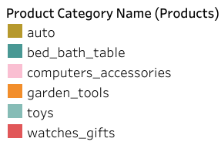 Product Category Name (Products)
auto
bed_bath_table
computers_accessories
garden_tools
toys
watches_gifts